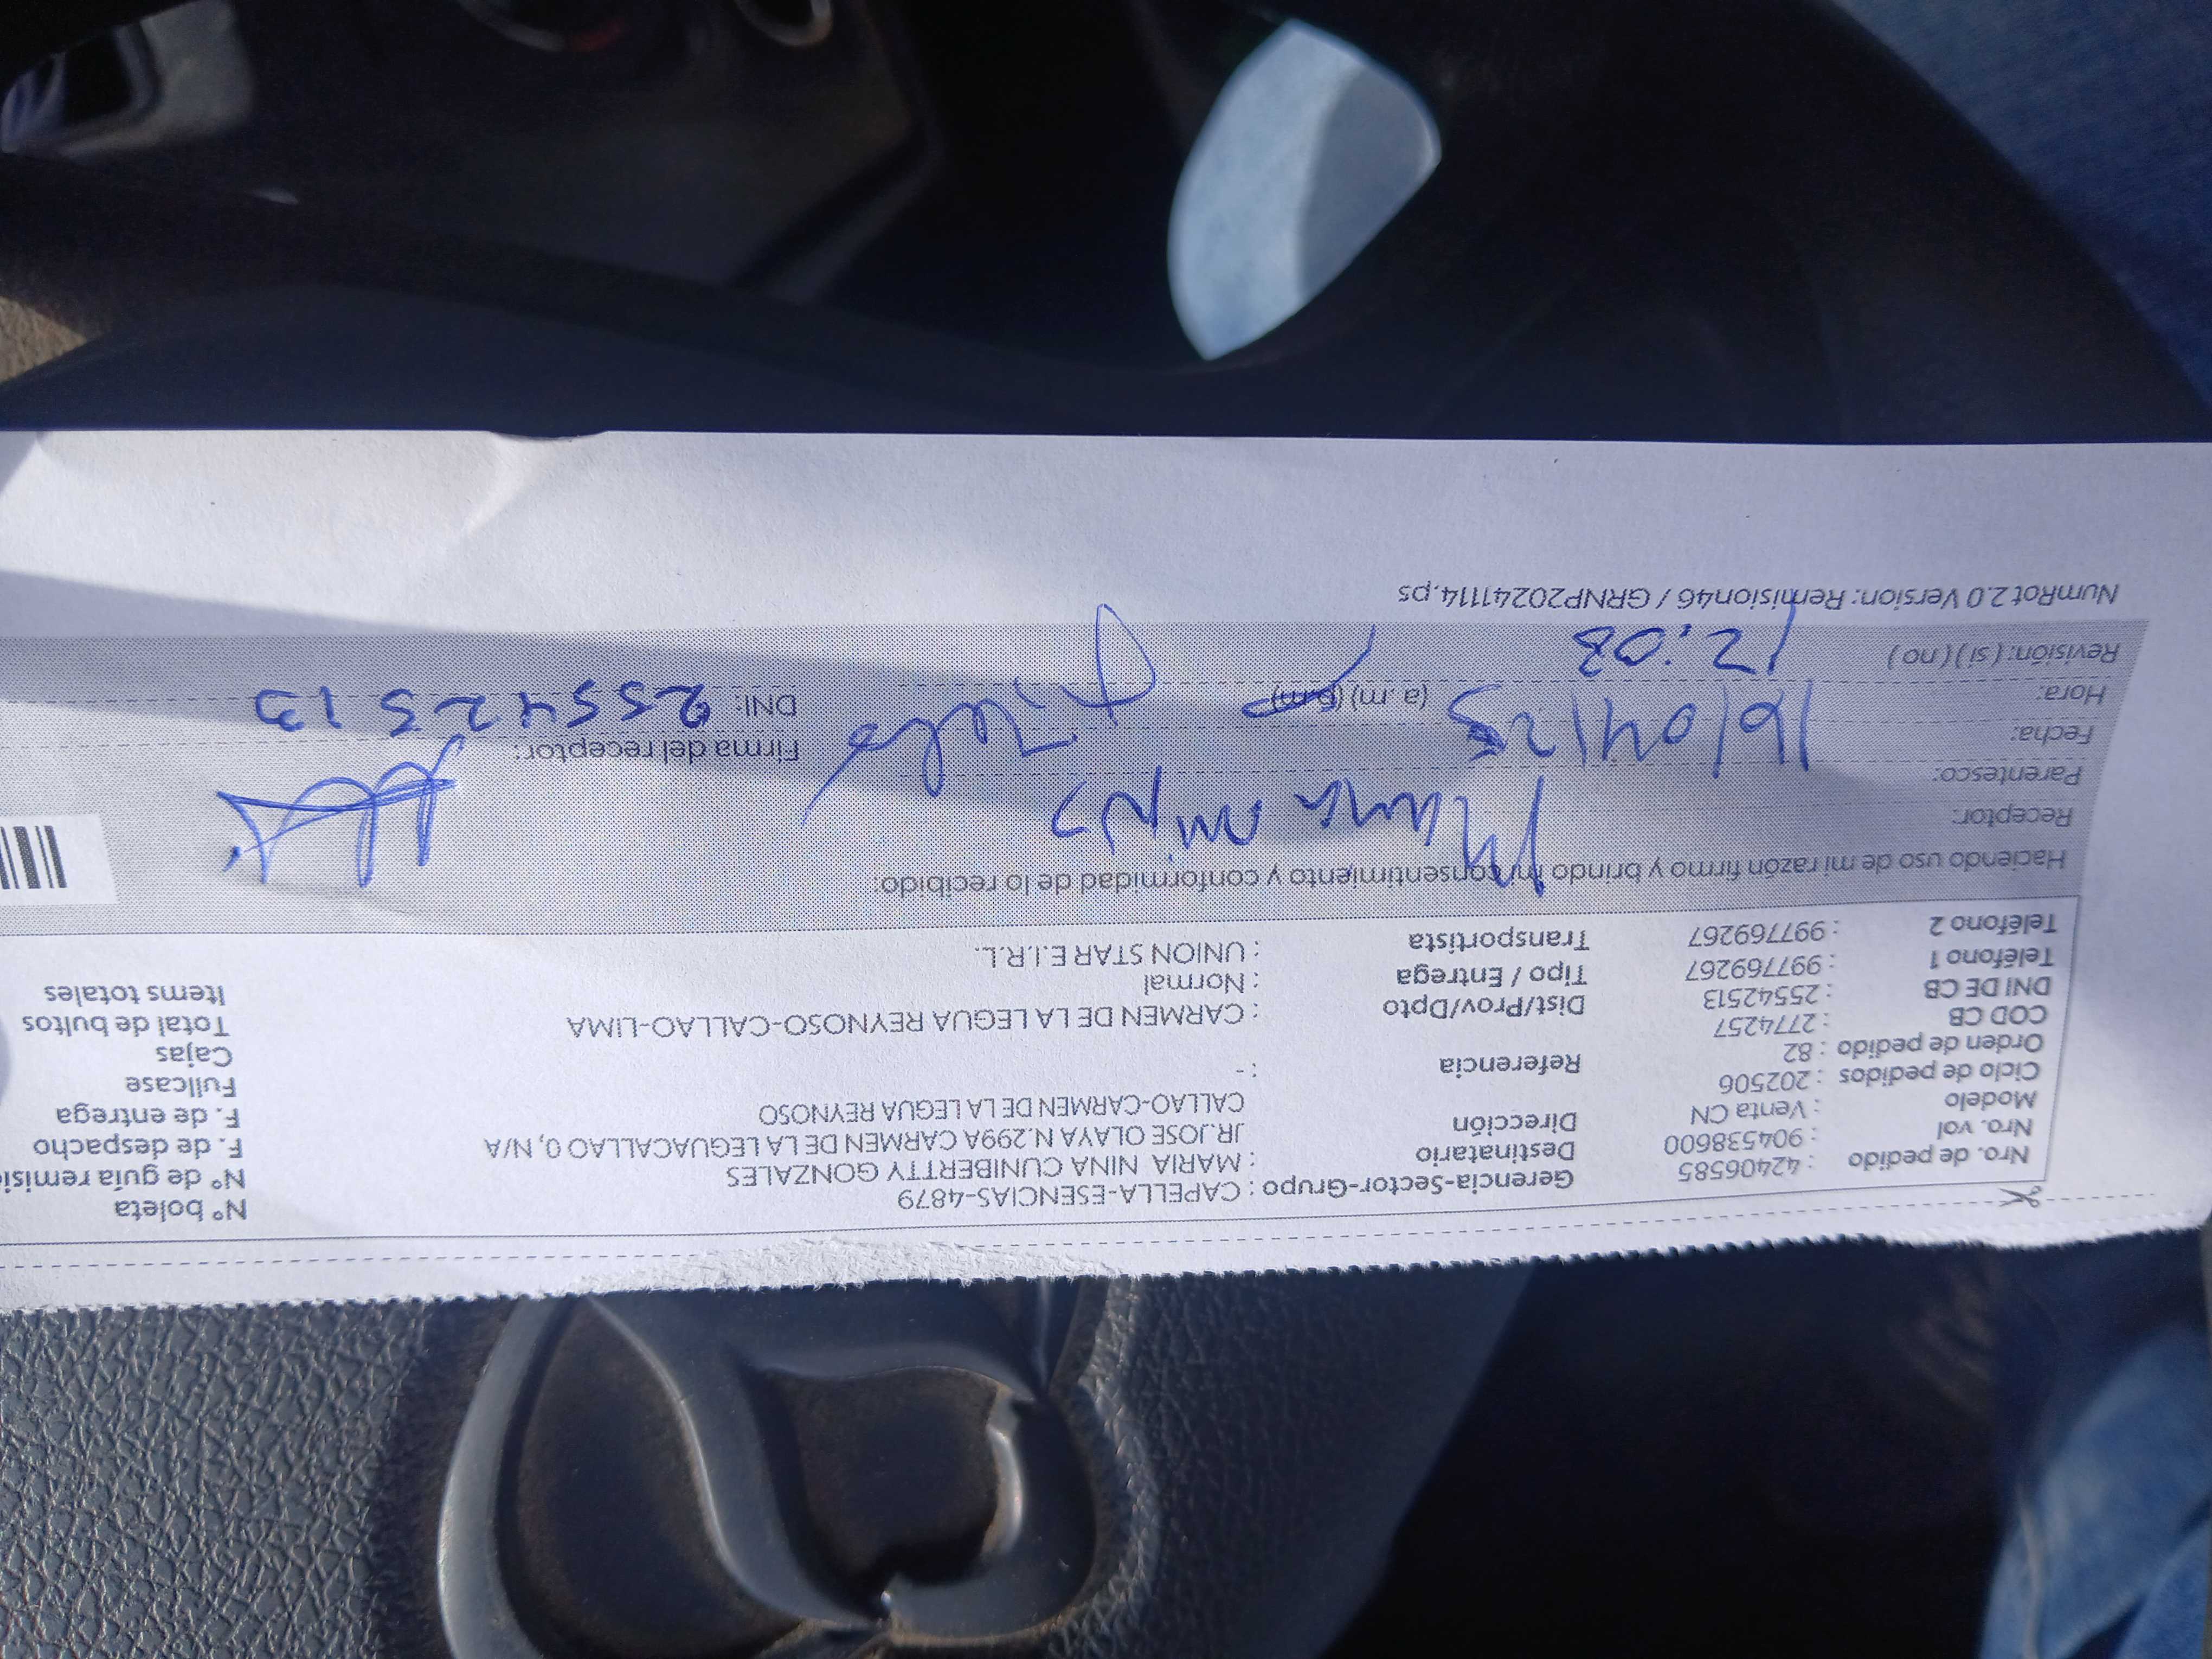 Nro. de pedido : 42406585
Nro. vol : 904538600
Modelo : Venta CN
Ciclo de pedidos : 202506
Orden de pedido : 82
COD CB : 2774257
DNI DE CB : 25542513
Teléfono 1 : 997769267
Teléfono 2 : 997769267
Gerencia-Sector-Grupo : CAPELLA-ESENCIAS-4879
Destinatario : MARIA NINA CUNIBERTTY GONZALES
Dirección JR.JOSE OLAYA N.299A CARMEN DE LA LEGUACALLAO 0, N/A
CALLAO-CARMEN DE LA LEGUA REYNOSO
Referencia : -
Dist/Prov/Dpto : CARMEN DE LA LEGUA REYNOSO-CALLAO-LIMA
Tipo / Entrega : Normal
Transportista : UNION STAR E.I.R.L.
N° boleta
N° de guía remisi
F. de despacho
F. de entrega
Fullcase
Cajas
Total de bultos
Items totales
Haciendo uso de mi razón firmo y brindo mi consentimiento y conformidad de lo recibido:
Receptor:
Parentesco:
Fecha: 16/04/25
Hora: 12:08 (a.m) (p.m)
Revisión: (si) (no)
Firma del receptor:
DNI: 25542513
NumRot 2.0 Version: Remision46 / GRNP20241114.ps